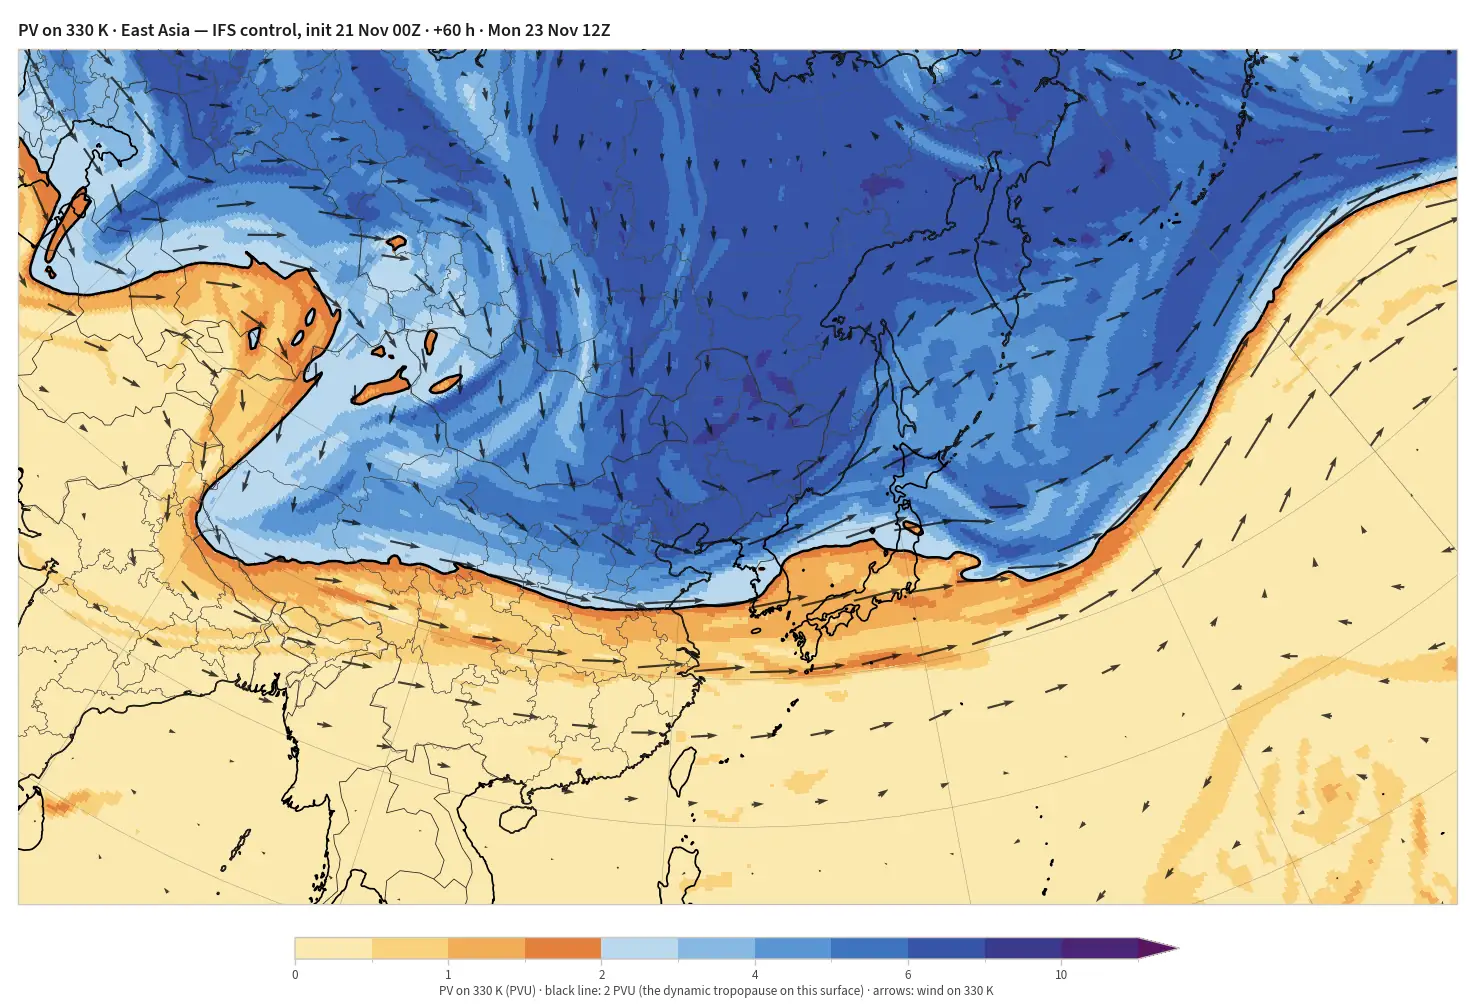 PV on 330 K · East Asia — IFS control, init 21 Nov 00Z · +60 h · Mon 23 Nov 12Z
0 1 2 4 6 10
PV on 330 K (PVU) · black line: 2 PVU (the dynamic tropopause on this surface) · arrows: wind on 330 K